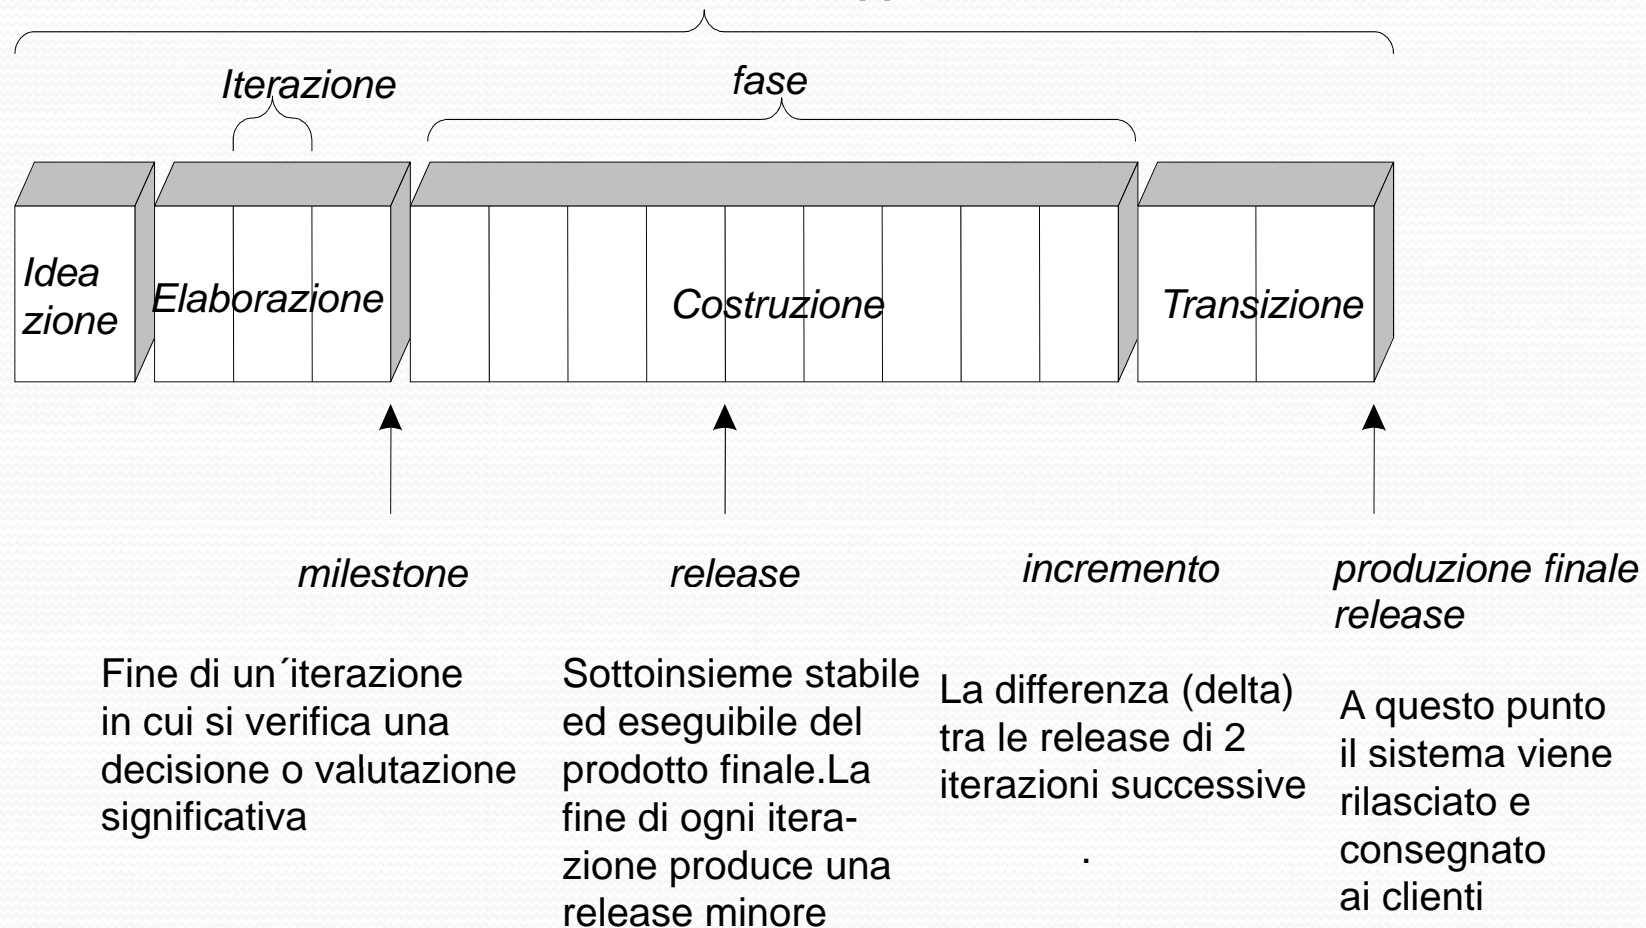 Iterazione
fase
Idea
zione
Elaborazione
Costruzione
Transizione
milestone
release
incremento
produzione finale
release
Fine di un´iterazione
in cui si verifica una
decisione o valutazione
significativa
Sottoinsieme stabile
ed eseguibile del
prodotto finale.La
fine di ogni itera-
zione produce una
release minore
La differenza (delta)
tra le release di 2
iterazioni successive
.
A questo punto
il sistema viene
rilasciato e
consegnato
ai clienti